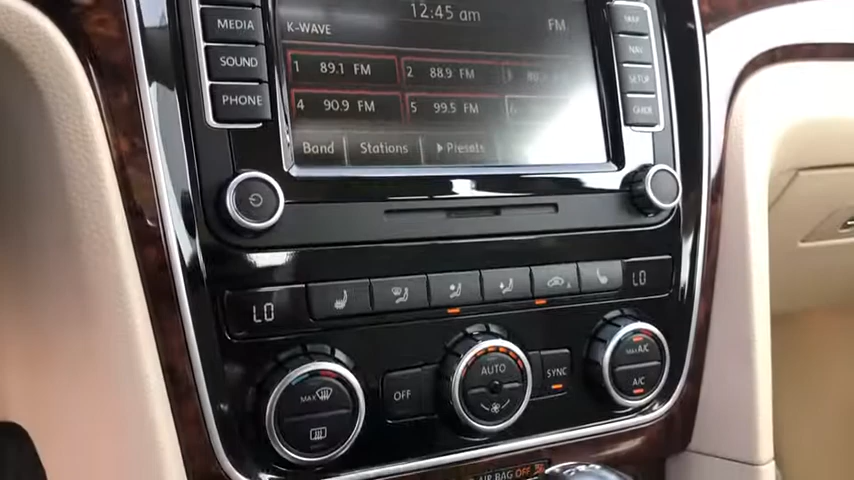 12:45 am
MEDIA
K-WAVE
FM
MAP
NAV
SOUND
1 89.1 FM
2 88.9 FM
SETUP
PHONE
4 90.9 FM
5 99.5 FM
6
GUIDE
Band
Stations
Presets
LO
LO
MAX
OFF
AUTO
SYNC
MAX A/C
A/C
AIR BAG OFF